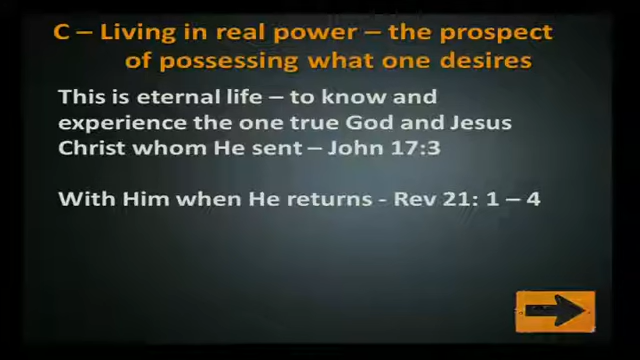 C – Living in real power – the prospect
of possessing what one desires
This is eternal life – to know and
experience the one true God and Jesus
Christ whom He sent – John 17:3
With Him when He returns - Rev 21: 1 – 4